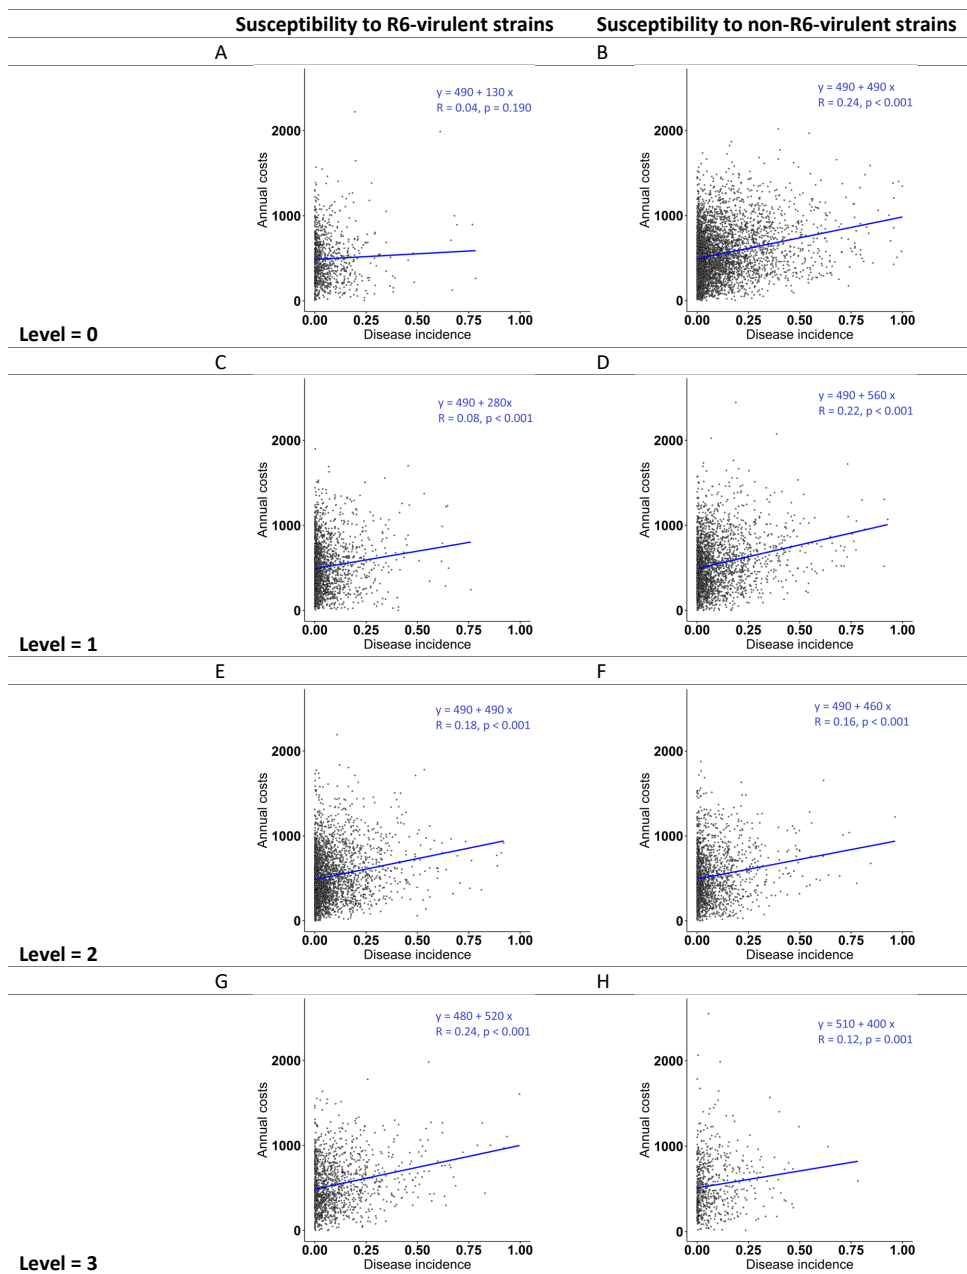 Susceptibility to R6-virulent strains Susceptibility to non-R6-virulent strains
A B
y = 490 + 130 x
R = 0.04, p = 0.190
2000
1000
0
Annual costs
0.00 0.25 0.50 0.75 1.00
Disease incidence
y = 490 + 490 x
R = 0.24, p < 0.001
2000
1000
0
Annual costs
0.00 0.25 0.50 0.75 1.00
Disease incidence
Level = 0
C D
y = 490 + 280x
R = 0.08, p < 0.001
2000
1000
0
Annual costs
0.00 0.25 0.50 0.75 1.00
Disease incidence
y = 490 + 560 x
R = 0.22, p < 0.001
2000
1000
0
Annual costs
0.00 0.25 0.50 0.75 1.00
Disease incidence
Level = 1
E F
y = 490 + 490 x
R = 0.18, p < 0.001
2000
1000
0
Annual costs
0.00 0.25 0.50 0.75 1.00
Disease incidence
y = 490 + 460 x
R = 0.16, p < 0.001
2000
1000
0
Annual costs
0.00 0.25 0.50 0.75 1.00
Disease incidence
Level = 2
G H
y = 480 + 520 x
R = 0.24, p < 0.001
2000
1000
0
Annual costs
0.00 0.25 0.50 0.75 1.00
Disease incidence
y = 510 + 400 x
R = 0.12, p = 0.001
2000
1000
0
Annual costs
0.00 0.25 0.50 0.75 1.00
Disease incidence
Level = 3